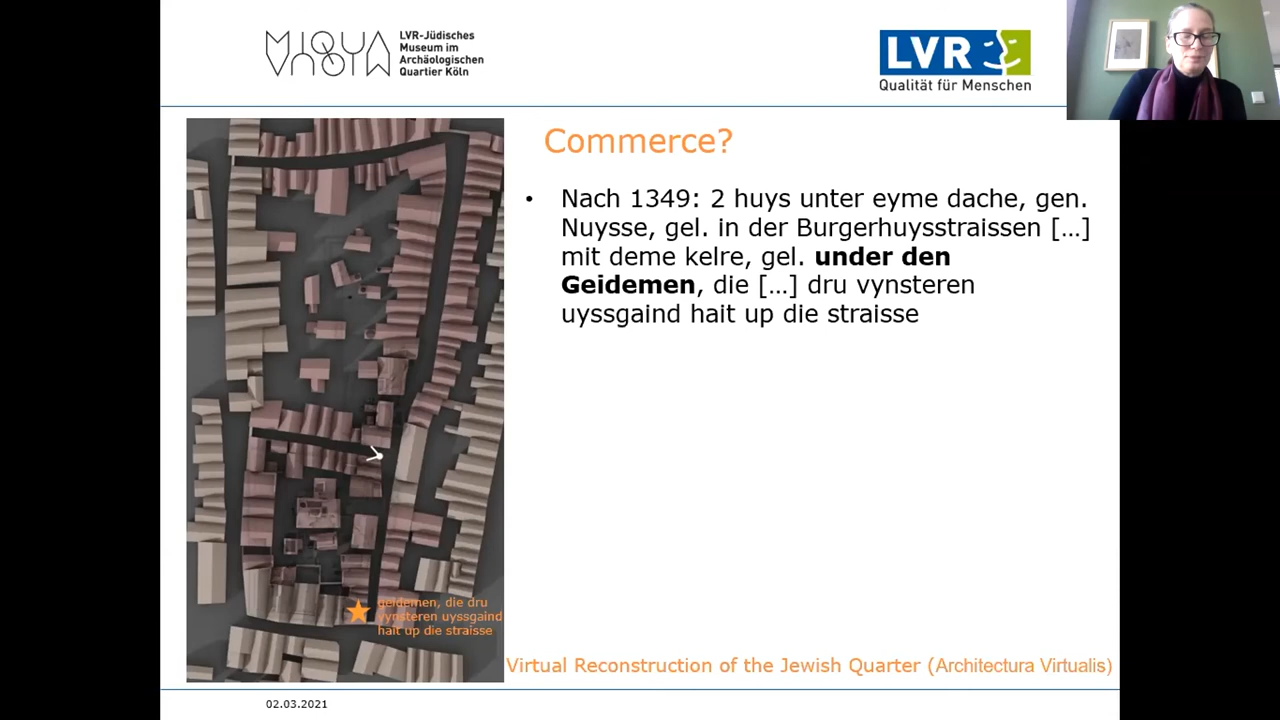 MIQUA
LVR-Jüdisches
Museum im
Archäologischen
Quartier Köln
LVR
Qualität für Menschen
Commerce?
• Nach 1349: 2 huys unter eyme dache, gen.
Nuysse, gel. in der Burgerhuysstraissen […]
mit deme kelre, gel. under den
Geidemen, die […] dru vynsteren
uyssgaind hait up die straisse
geidemen, die dru
vynsteren uyssgaind
hait up die straisse
Virtual Reconstruction of the Jewish Quarter (Architectura Virtualis)
02.03.2021